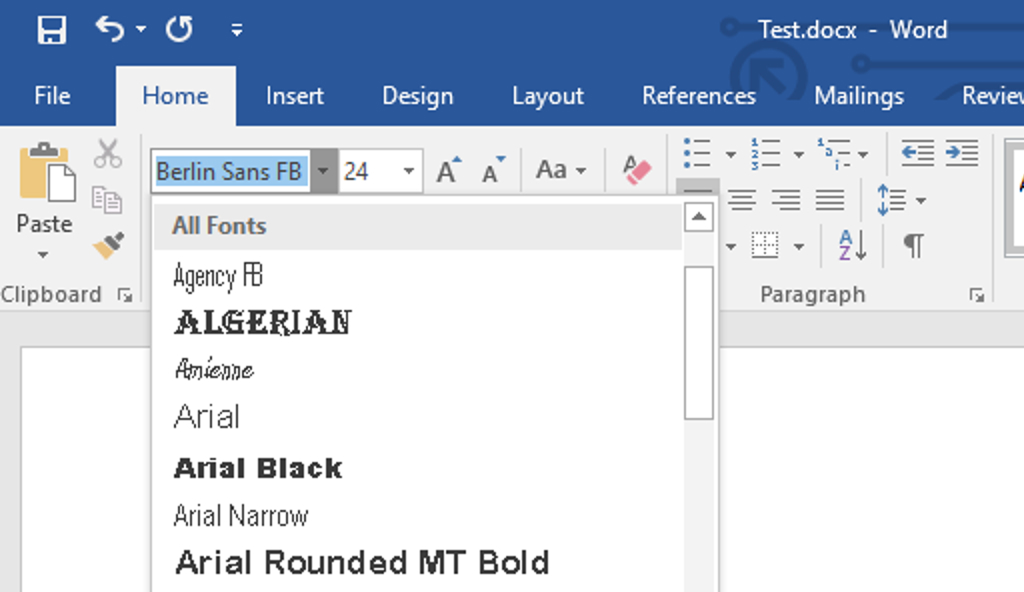 Test.docx - Word
File Home Insert Design Layout References Mailings Review
Berlin Sans FB 24 Aa
Paste
Clipboard
Paragraph
All Fonts
Agency FB
ALGERIAN
Amienne
Arial
Arial Black
Arial Narrow
Arial Rounded MT Bold